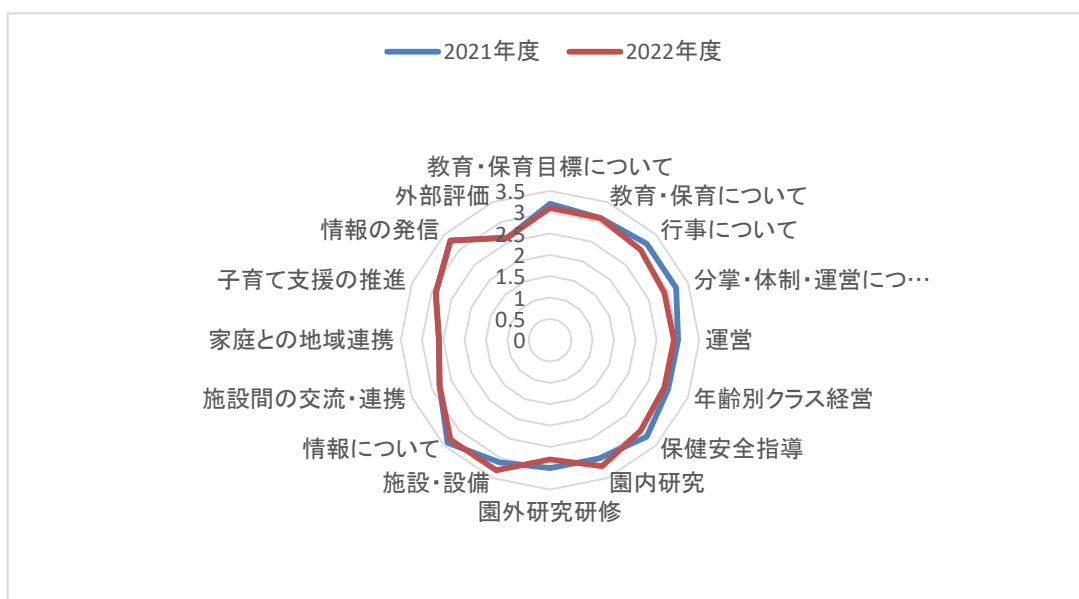 2021年度 2022年度
教育・保育目標について
教育・保育について
行事について
分掌・体制・運営につ…
運営
年齢別クラス経営
保健安全指導
園内研究
園外研究研修
施設・設備
情報について
施設間の交流・連携
家庭との地域連携
子育て支援の推進
情報の発信
外部評価
3.5
3
2.5
2
1.5
1
0.5
0